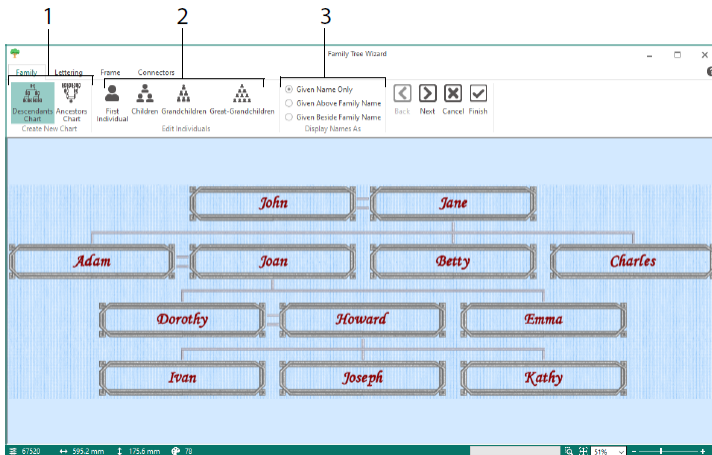 1 2 3
Family Tree Wizard
Family Lettering Frame Connectors
Descendants Chart
Ancestors Chart
Create New Chart
First Individual
Children
Grandchildren
Great-Grandchildren
Edit Individuals
Given Name Only
Given Above Family Name
Given Beside Family Name
Display Names As
Back Next Cancel Finish
John Jane
Adam Joan Betty Charles
Dorothy Howard Emma
Ivan Joseph Kathy
67520 595.2 mm 175.6 mm 78 51%